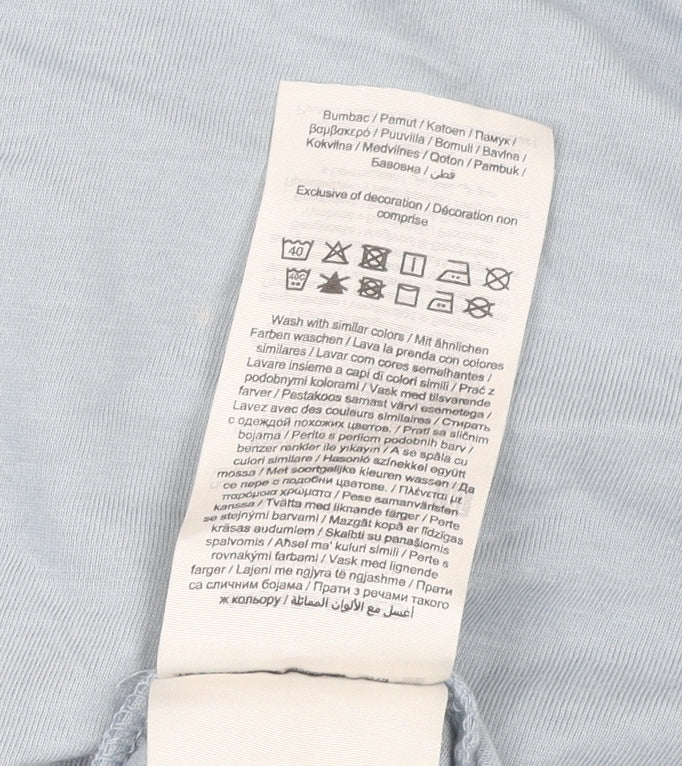 Bumbac / Pamut / Katoen / Памук /
βαμβακερό / Puuvilla / Bomull / Bavlna /
Kokvilna / Medvilnes / Qoton / Pambuk /
Бавовна / قطن
Exclusive of decoration / Décoration non
comprise
40
40C
Wash with similar colors / Mit ähnlichen
Farben waschen / Lava la prenda con colores
similares / Lavar com cores semelhantes /
Lavare insieme a capi di colori simili / Prać z
podobnymi kolorami / Vask med tilsvarende
farver / Pestakoos samast värvi esemetega /
Lavez avec des couleurs similaires / Стирать
с одеждой похожих цветов. / Prati sa sličnim
bojama / Perite s perilom podobnih barv /
benzer renkler ile yıkayın / A se spăla cu
culori similare / Hasonló színekkel együtt
mossa / Met soortgelijke kleuren wassen / Да
се пере с подобни цветове. / Πλένεται με
παρόμοια χρώματα / Pese samanväristen
kanssa / Tvätta med liknande färger / Perte
se stejnými barvami / Mazgāt kopā ar līdzīgas
krāsas audumiem / Skalbti su panašiomis
spalvomis / Aħsel ma' kuluri simili / Perte s
rovnakými farbami / Vask med lignende
farger / Lajeni me ngjyra të ngjashme / Прати
са сличним бојама / Прати з речами такого
ж кольору / أغسل مع الألوان المماثلة